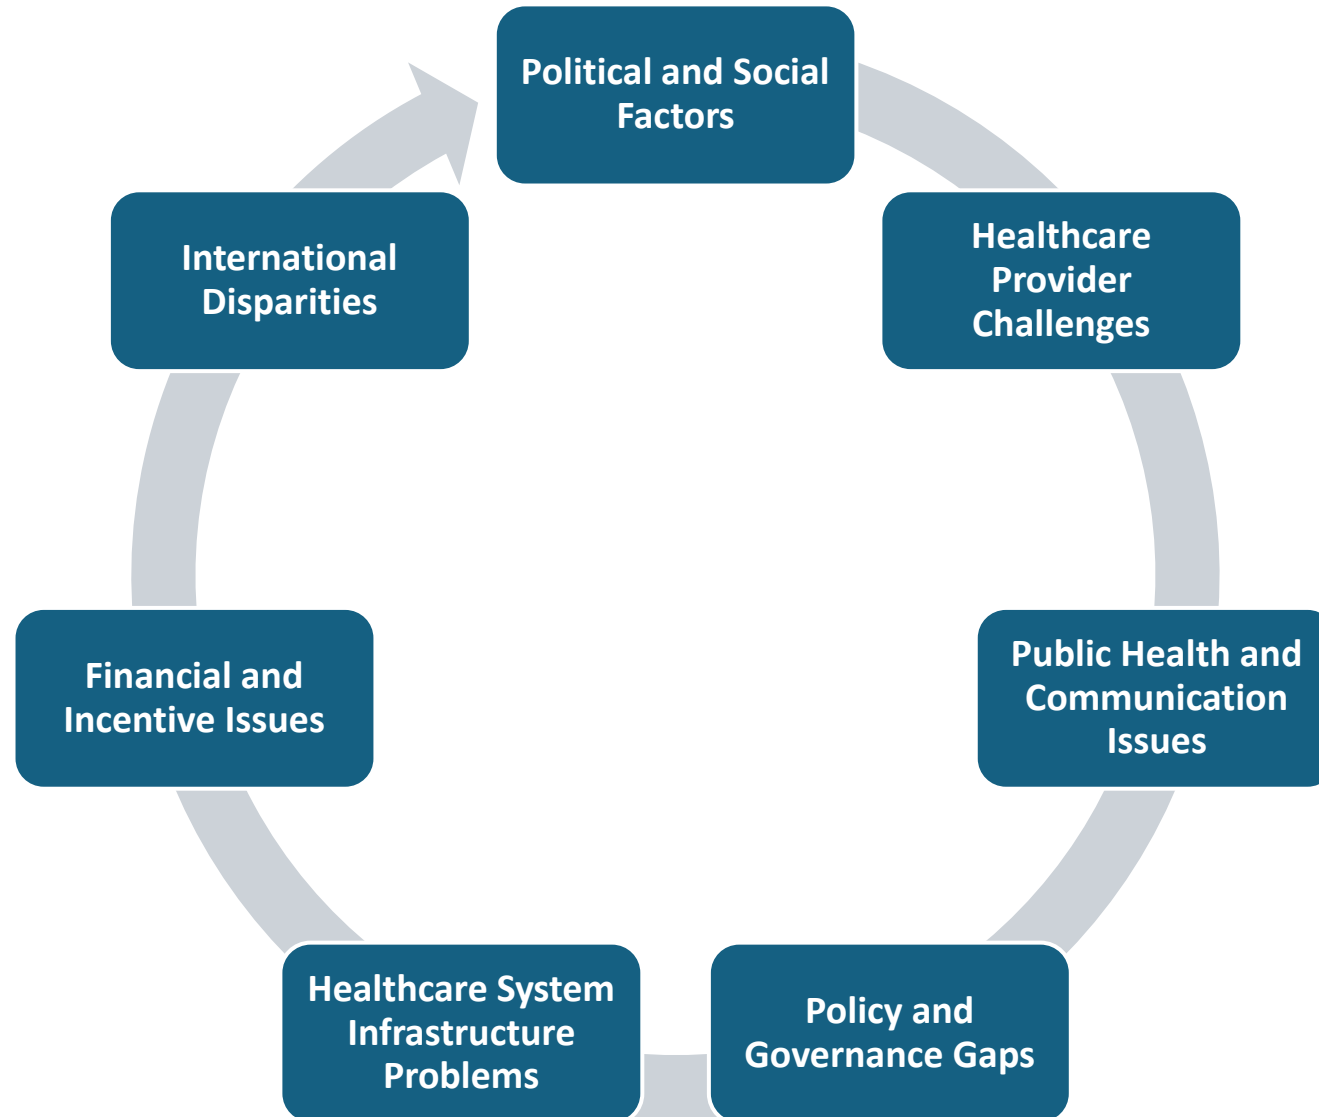 Political and Social
Factors
Healthcare
Provider
Challenges
Public Health and
Communication
Issues
Policy and
Governance Gaps
Healthcare System
Infrastructure
Problems
Financial and
Incentive Issues
International
Disparities